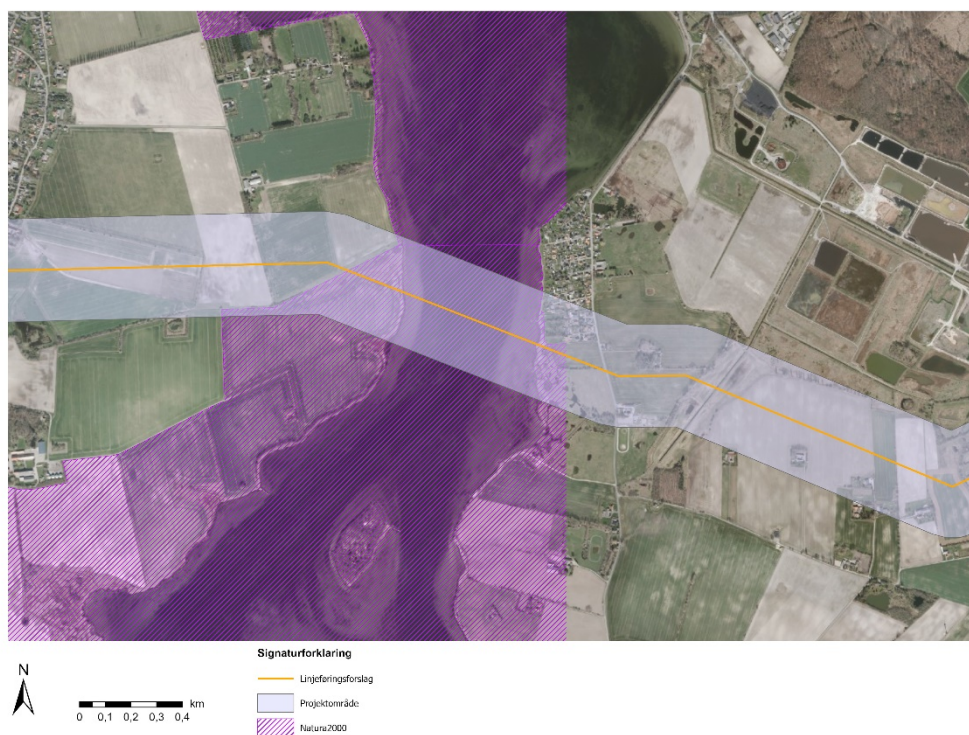 Signaturforklaring
Linjeføringsforslag
Projektområde
Natura2000
N
km
0 0,1 0,2 0,3 0,4